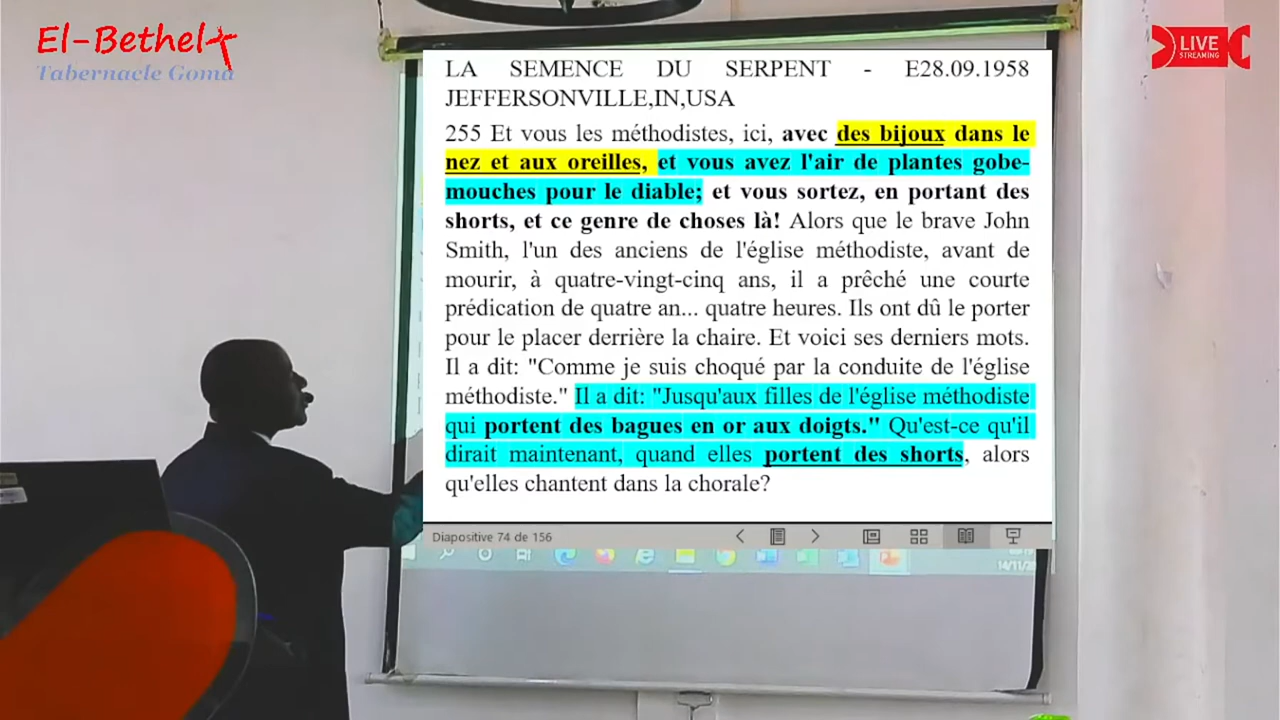 El-Bethel
Tabernacle Goma
LIVE
STREAMING
LA SEMENCE DU SERPENT - E28.09.1958
JEFFERSONVILLE,IN,USA
255 Et vous les méthodistes, ici, avec des bijoux dans le
nez et aux oreilles, et vous avez l'air de plantes gobe-
mouches pour le diable; et vous sortez, en portant des
shorts, et ce genre de choses là! Alors que le brave John
Smith, l'un des anciens de l'église méthodiste, avant de
mourir, à quatre-vingt-cinq ans, il a prêché une courte
prédication de quatre an... quatre heures. Ils ont dû le porter
pour le placer derrière la chaire. Et voici ses derniers mots.
Il a dit: "Comme je suis choqué par la conduite de l'église
méthodiste." Il a dit: "Jusqu'aux filles de l'église méthodiste
qui portent des bagues en or aux doigts." Qu'est-ce qu'il
dirait maintenant, quand elles portent des shorts, alors
qu'elles chantent dans la chorale?
Diapositive 74 de 156